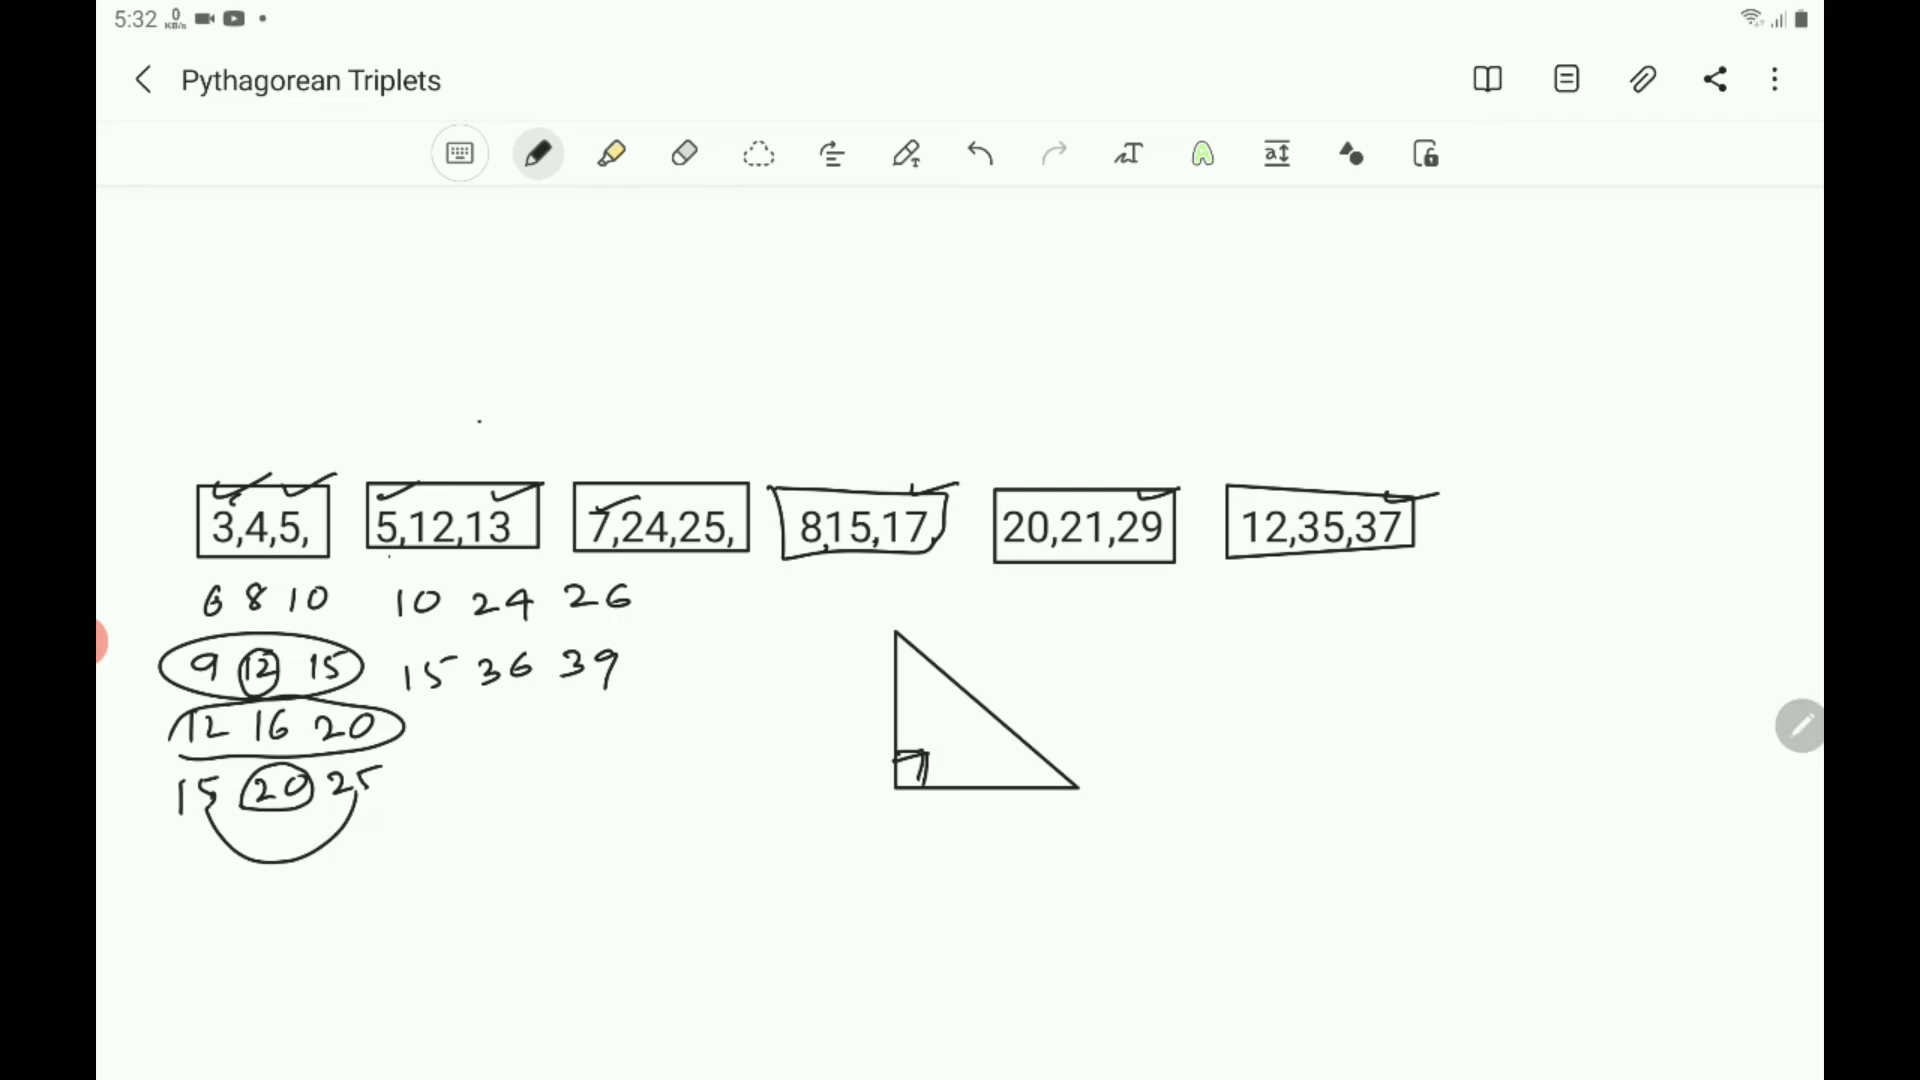 5:32 0 KB/s
Pythagorean Triplets
3,4,5, 5,12,13 7,24,25, 8,15,17, 20,21,29 12,35,37
6 8 10 10 24 26
9 12 15 15 36 39
12 16 20
15 20 25